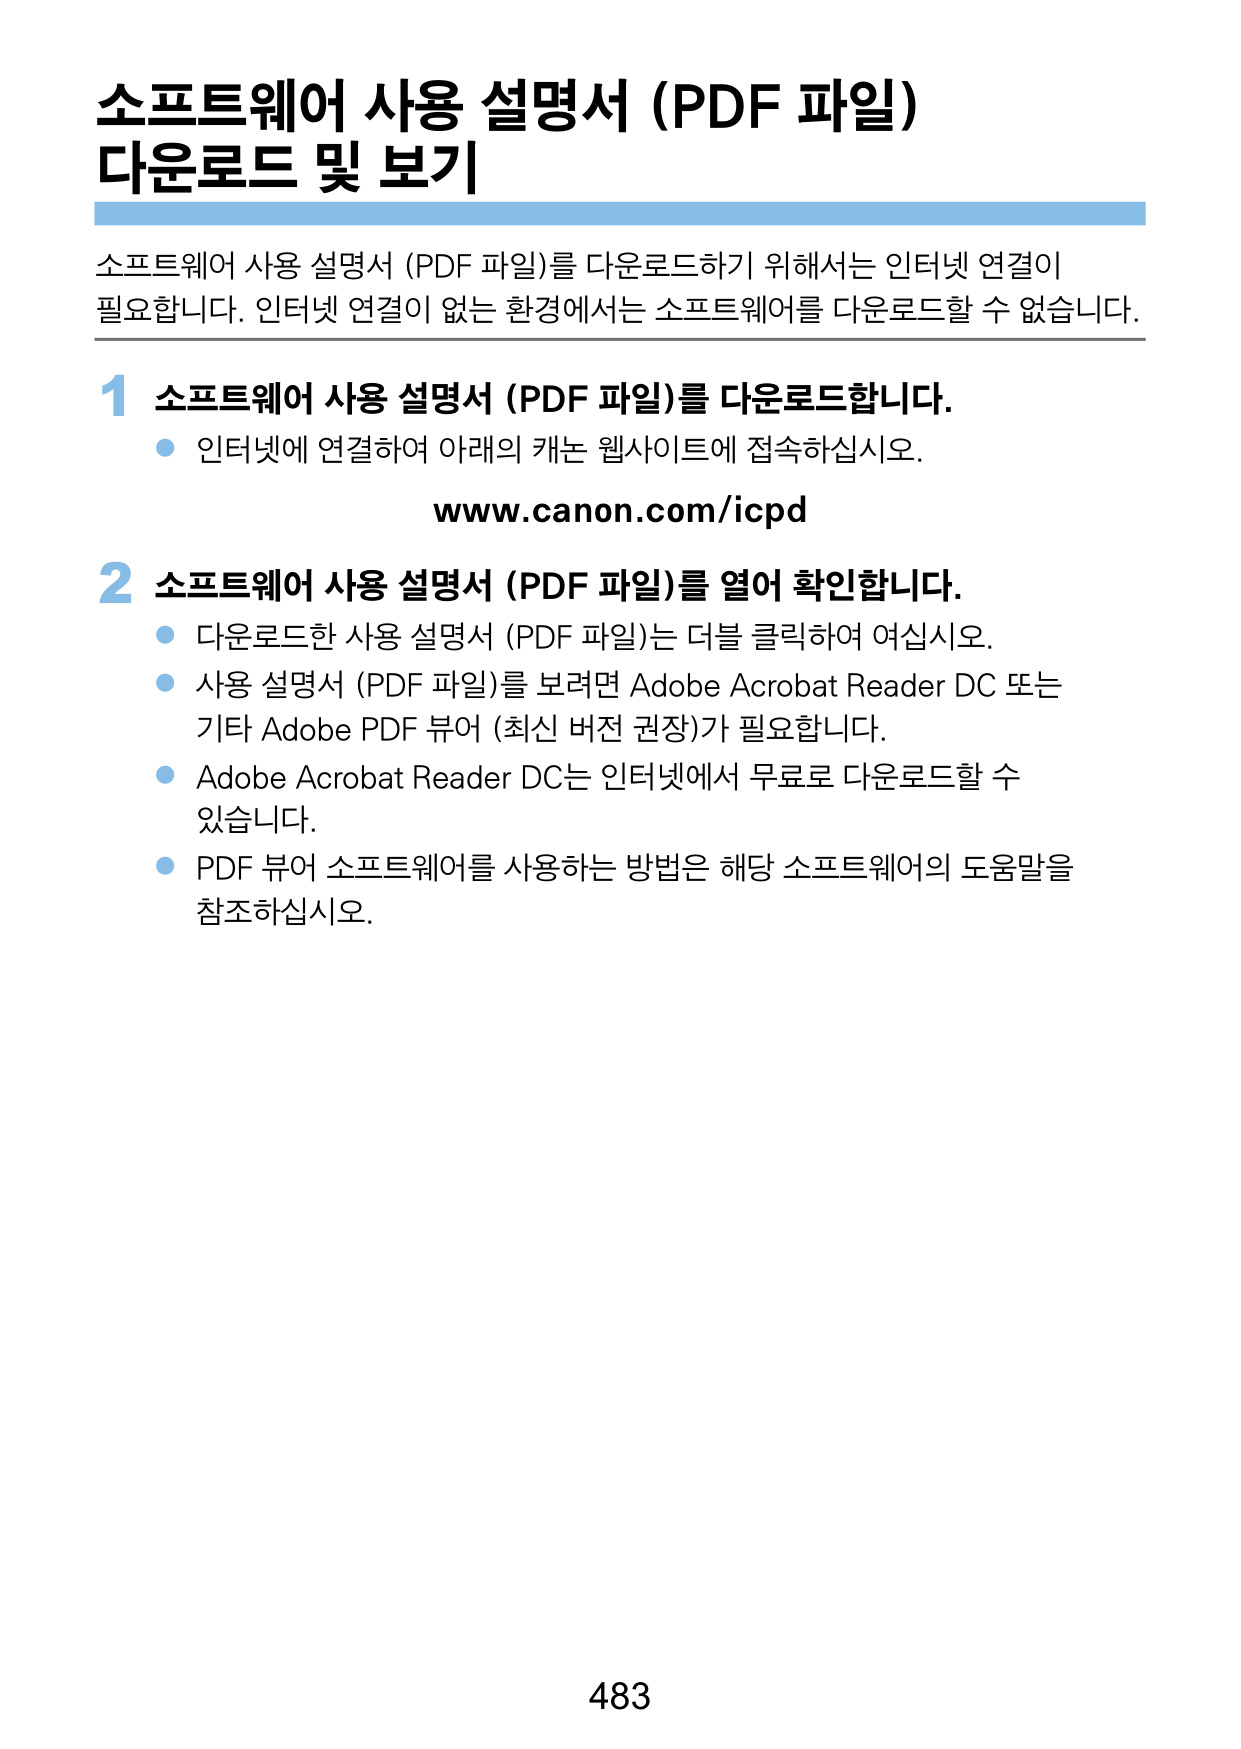 소프트웨어 사용 설명서 (PDF 파일)
다운로드 및 보기
소프트웨어 사용 설명서 (PDF 파일)를 다운로드하기 위해서는 인터넷 연결이
필요합니다. 인터넷 연결이 없는 환경에서는 소프트웨어를 다운로드할 수 없습니다.
1 소프트웨어 사용 설명서 (PDF 파일)를 다운로드합니다.
● 인터넷에 연결하여 아래의 캐논 웹사이트에 접속하십시오.
www.canon.com/icpd
2 소프트웨어 사용 설명서 (PDF 파일)를 열어 확인합니다.
● 다운로드한 사용 설명서 (PDF 파일)는 더블 클릭하여 여십시오.
● 사용 설명서 (PDF 파일)를 보려면 Adobe Acrobat Reader DC 또는
기타 Adobe PDF 뷰어 (최신 버전 권장)가 필요합니다.
● Adobe Acrobat Reader DC는 인터넷에서 무료로 다운로드할 수
있습니다.
● PDF 뷰어 소프트웨어를 사용하는 방법은 해당 소프트웨어의 도움말을
참조하십시오.
483